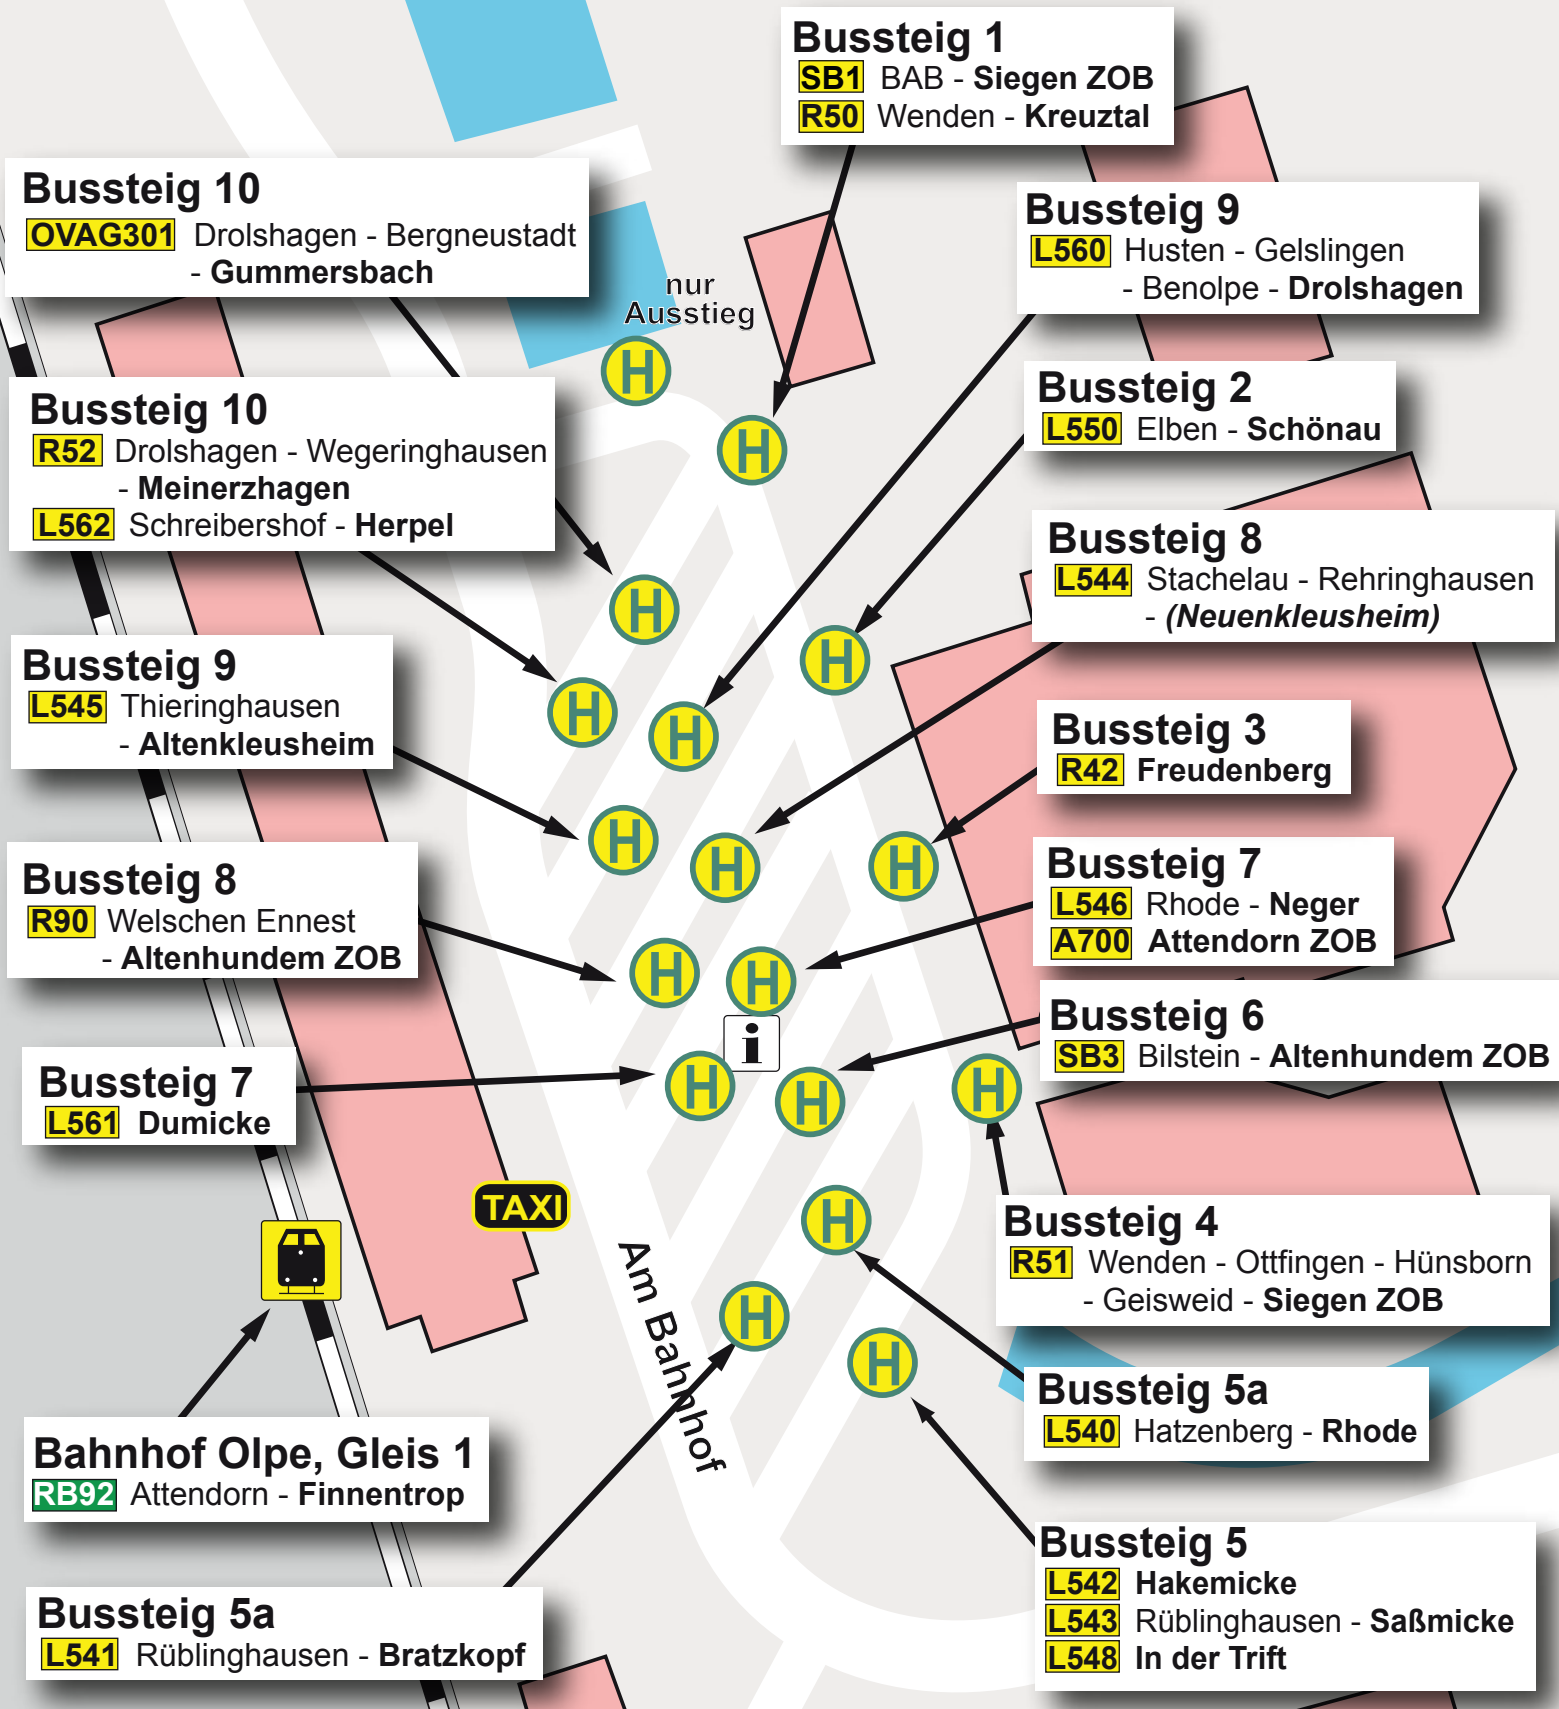 Bussteig 1
SB1 BAB - Siegen ZOB
R50 Wenden - Kreuztal
Bussteig 10
OVAG301 Drolshagen - Bergneustadt
- Gummersbach
Bussteig 9
L560 Husten - Gelslingen
- Benolpe - Drolshagen
nur
Ausstieg
H
Bussteig 2
L550 Elben - Schönau
Bussteig 10
R52 Drolshagen - Wegeringhausen
- Meinerzhagen
L562 Schreibershof - Herpel
H
Bussteig 8
L544 Stachelau - Rehringhausen
- (Neuenkleusheim)
H
H
Bussteig 9
L545 Thieringhausen
- Altenkleusheim
H
H
Bussteig 3
R42 Freudenberg
H
H
H
Bussteig 7
L546 Rhode - Neger
A700 Attendorn ZOB
Bussteig 8
R90 Welschen Ennest
- Altenhundem ZOB
H
H
i
Bussteig 6
SB3 Bilstein - Altenhundem ZOB
Bussteig 7
L561 Dumicke
H
H
H
TAXI
H
Bussteig 4
R51 Wenden - Ottfingen - Hünsborn
- Geisweid - Siegen ZOB
Am Bahnhof
H
H
Bussteig 5a
L540 Hatzenberg - Rhode
Bahnhof Olpe, Gleis 1
RB92 Attendorn - Finnentrop
Bussteig 5
L542 Hakemicke
L543 Rüblinghausen - Saßmicke
L548 In der Trift
Bussteig 5a
L541 Rüblinghausen - Bratzkopf